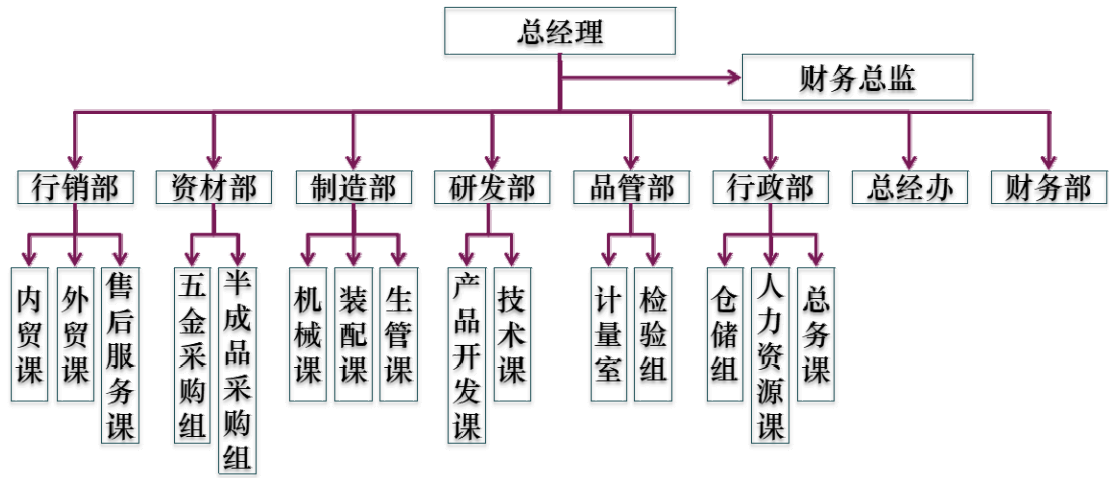 总经理
财务总监
行销部
资材部
制造部
研发部
品管部
行政部
总经办
财务部
内贸课
外贸课
售后服务课
五金采购组
半成品采购组
机械课
装配课
生管课
产品开发课
技术课
计量室
检验组
仓储组
人力资源课
总务课